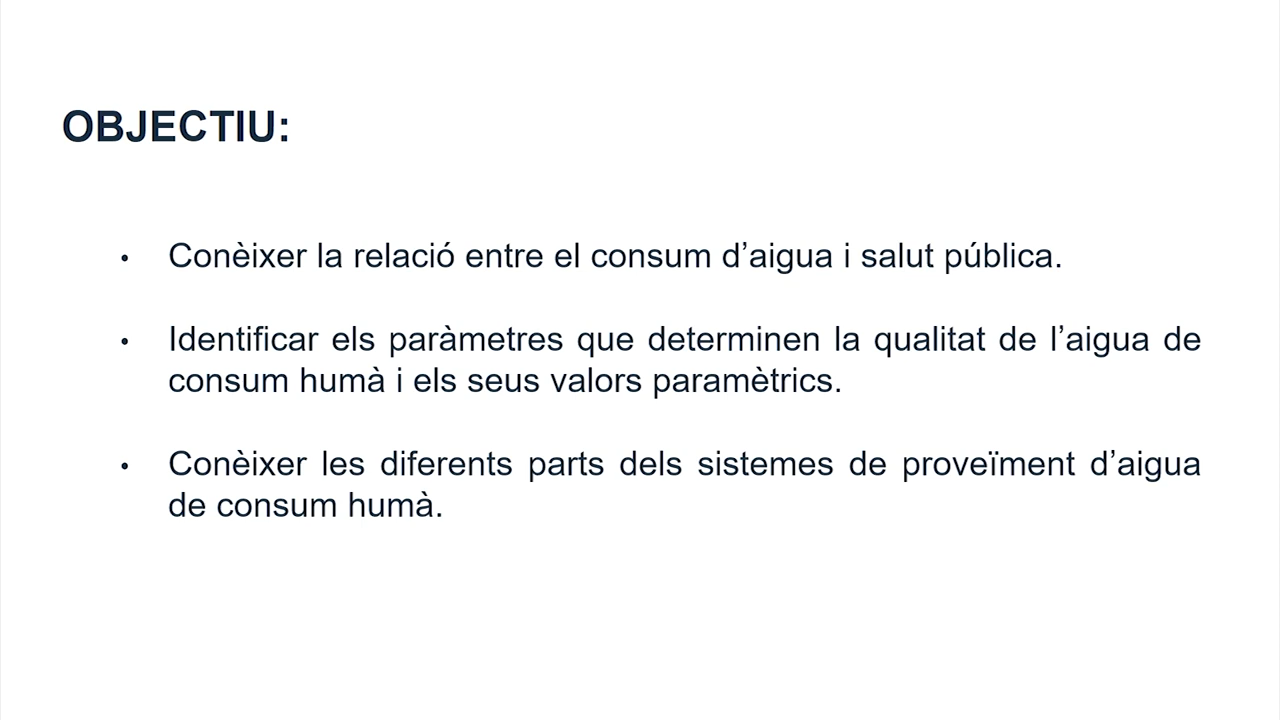 OBJECTIU:
• Conèixer la relació entre el consum d’aigua i salut pública.
• Identificar els paràmetres que determinen la qualitat de l’aigua de
consum humà i els seus valors paramètrics.
• Conèixer les diferents parts dels sistemes de proveïment d’aigua
de consum humà.